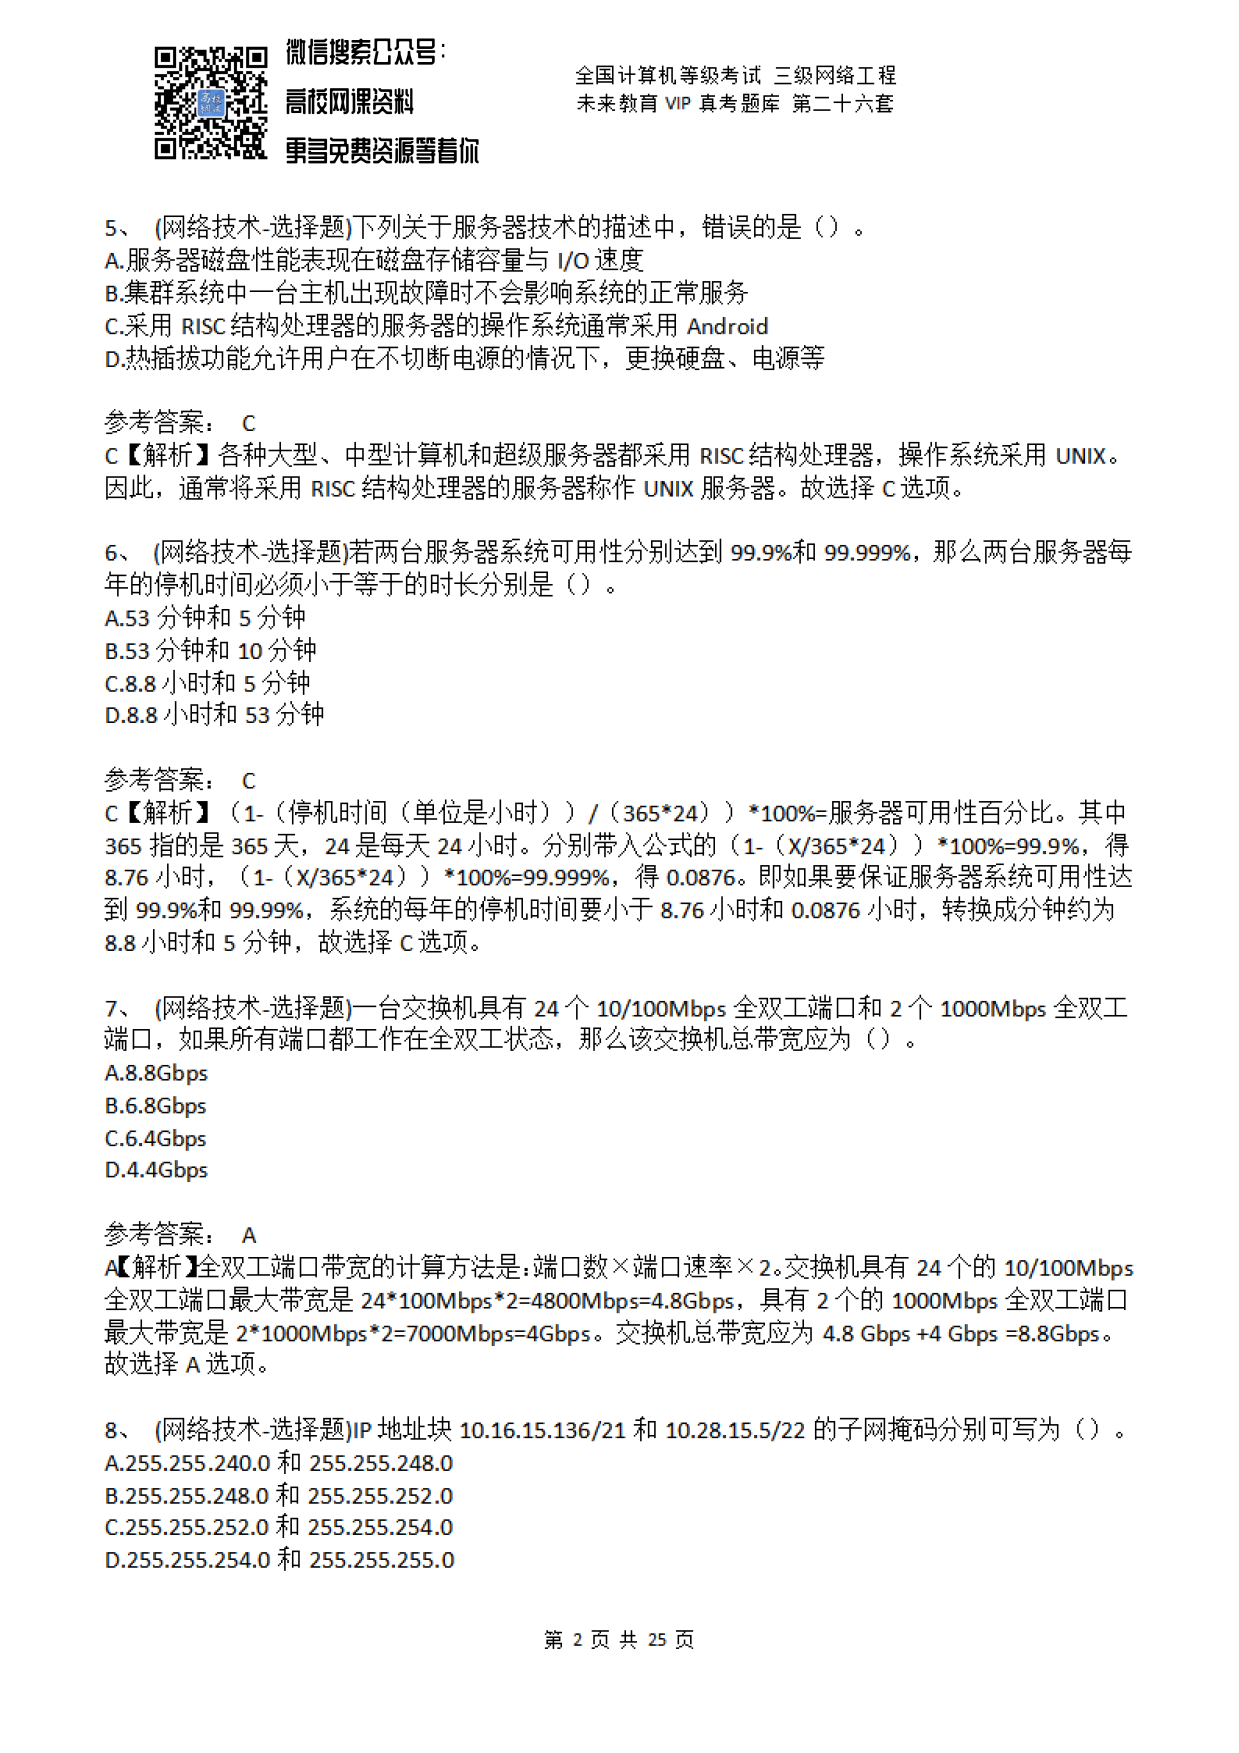 微信搜索公众号：
高校网课资料
更多免费资源等着你
全国计算机等级考试 三级网络工程
未来教育 VIP 真考题库 第二十六套
5、 (网络技术-选择题)下列关于服务器技术的描述中，错误的是（）。
A.服务器磁盘性能表现在磁盘存储容量与 I/O 速度
B.集群系统中一台主机出现故障时不会影响系统的正常服务
C.采用 RISC 结构处理器的服务器的操作系统通常采用 Android
D.热插拔功能允许用户在不切断电源的情况下，更换硬盘、电源等
参考答案： C
C【解析】各种大型、中型计算机和超级服务器都采用 RISC 结构处理器，操作系统采用 UNIX。
因此，通常将采用 RISC 结构处理器的服务器称作 UNIX 服务器。故选择 C 选项。
6、 (网络技术-选择题)若两台服务器系统可用性分别达到 99.9%和 99.999%，那么两台服务器每
年的停机时间必须小于等于的时长分别是（）。
A.53 分钟和 5 分钟
B.53 分钟和 10 分钟
C.8.8 小时和 5 分钟
D.8.8 小时和 53 分钟
参考答案： C
C【解析】（1-（停机时间（单位是小时））/（365*24））*100%=服务器可用性百分比。其中
365 指的是 365 天，24 是每天 24 小时。分别带入公式的（1-（X/365*24））*100%=99.9%，得
8.76 小时，（1-（X/365*24））*100%=99.999%，得 0.0876。即如果要保证服务器系统可用性达
到 99.9%和 99.99%，系统的每年的停机时间要小于 8.76 小时和 0.0876 小时，转换成分钟约为
8.8 小时和 5 分钟，故选择 C 选项。
7、 (网络技术-选择题)一台交换机具有 24 个 10/100Mbps 全双工端口和 2 个 1000Mbps 全双工
端口，如果所有端口都工作在全双工状态，那么该交换机总带宽应为（）。
A.8.8Gbps
B.6.8Gbps
C.6.4Gbps
D.4.4Gbps
参考答案： A
A【解析】全双工端口带宽的计算方法是：端口数×端口速率×2。交换机具有 24 个的 10/100Mbps
全双工端口最大带宽是 24*100Mbps*2=4800Mbps=4.8Gbps，具有 2 个的 1000Mbps 全双工端口
最大带宽是 2*1000Mbps*2=7000Mbps=4Gbps。交换机总带宽应为 4.8 Gbps +4 Gbps =8.8Gbps。
故选择 A 选项。
8、 (网络技术-选择题)IP 地址块 10.16.15.136/21 和 10.28.15.5/22 的子网掩码分别可写为（）。
A.255.255.240.0 和 255.255.248.0
B.255.255.248.0 和 255.255.252.0
C.255.255.252.0 和 255.255.254.0
D.255.255.254.0 和 255.255.255.0
第 2 页 共 25 页